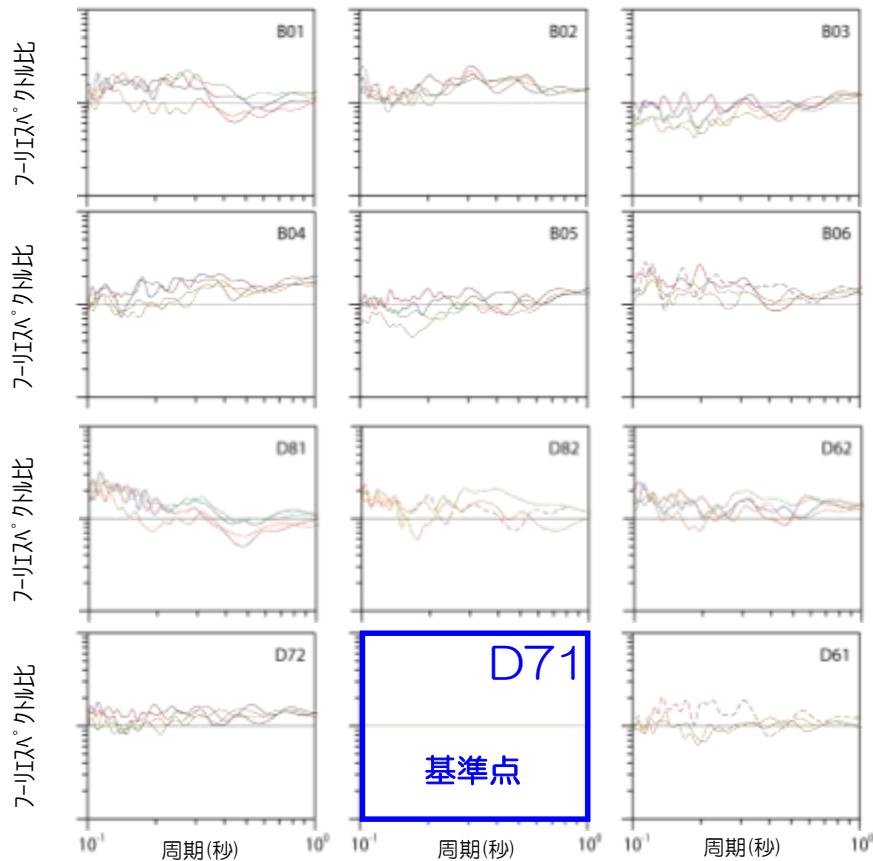 フーリエスペクトル比
B01
B02
B03
フーリエスペクトル比
B04
B05
B06
フーリエスペクトル比
D81
D82
D62
フーリエスペクトル比
D72
D71
基準点
D61
10⁻¹ 周期(秒) 10⁰
10⁻¹ 周期(秒) 10⁰
10⁻¹ 周期(秒) 10⁰